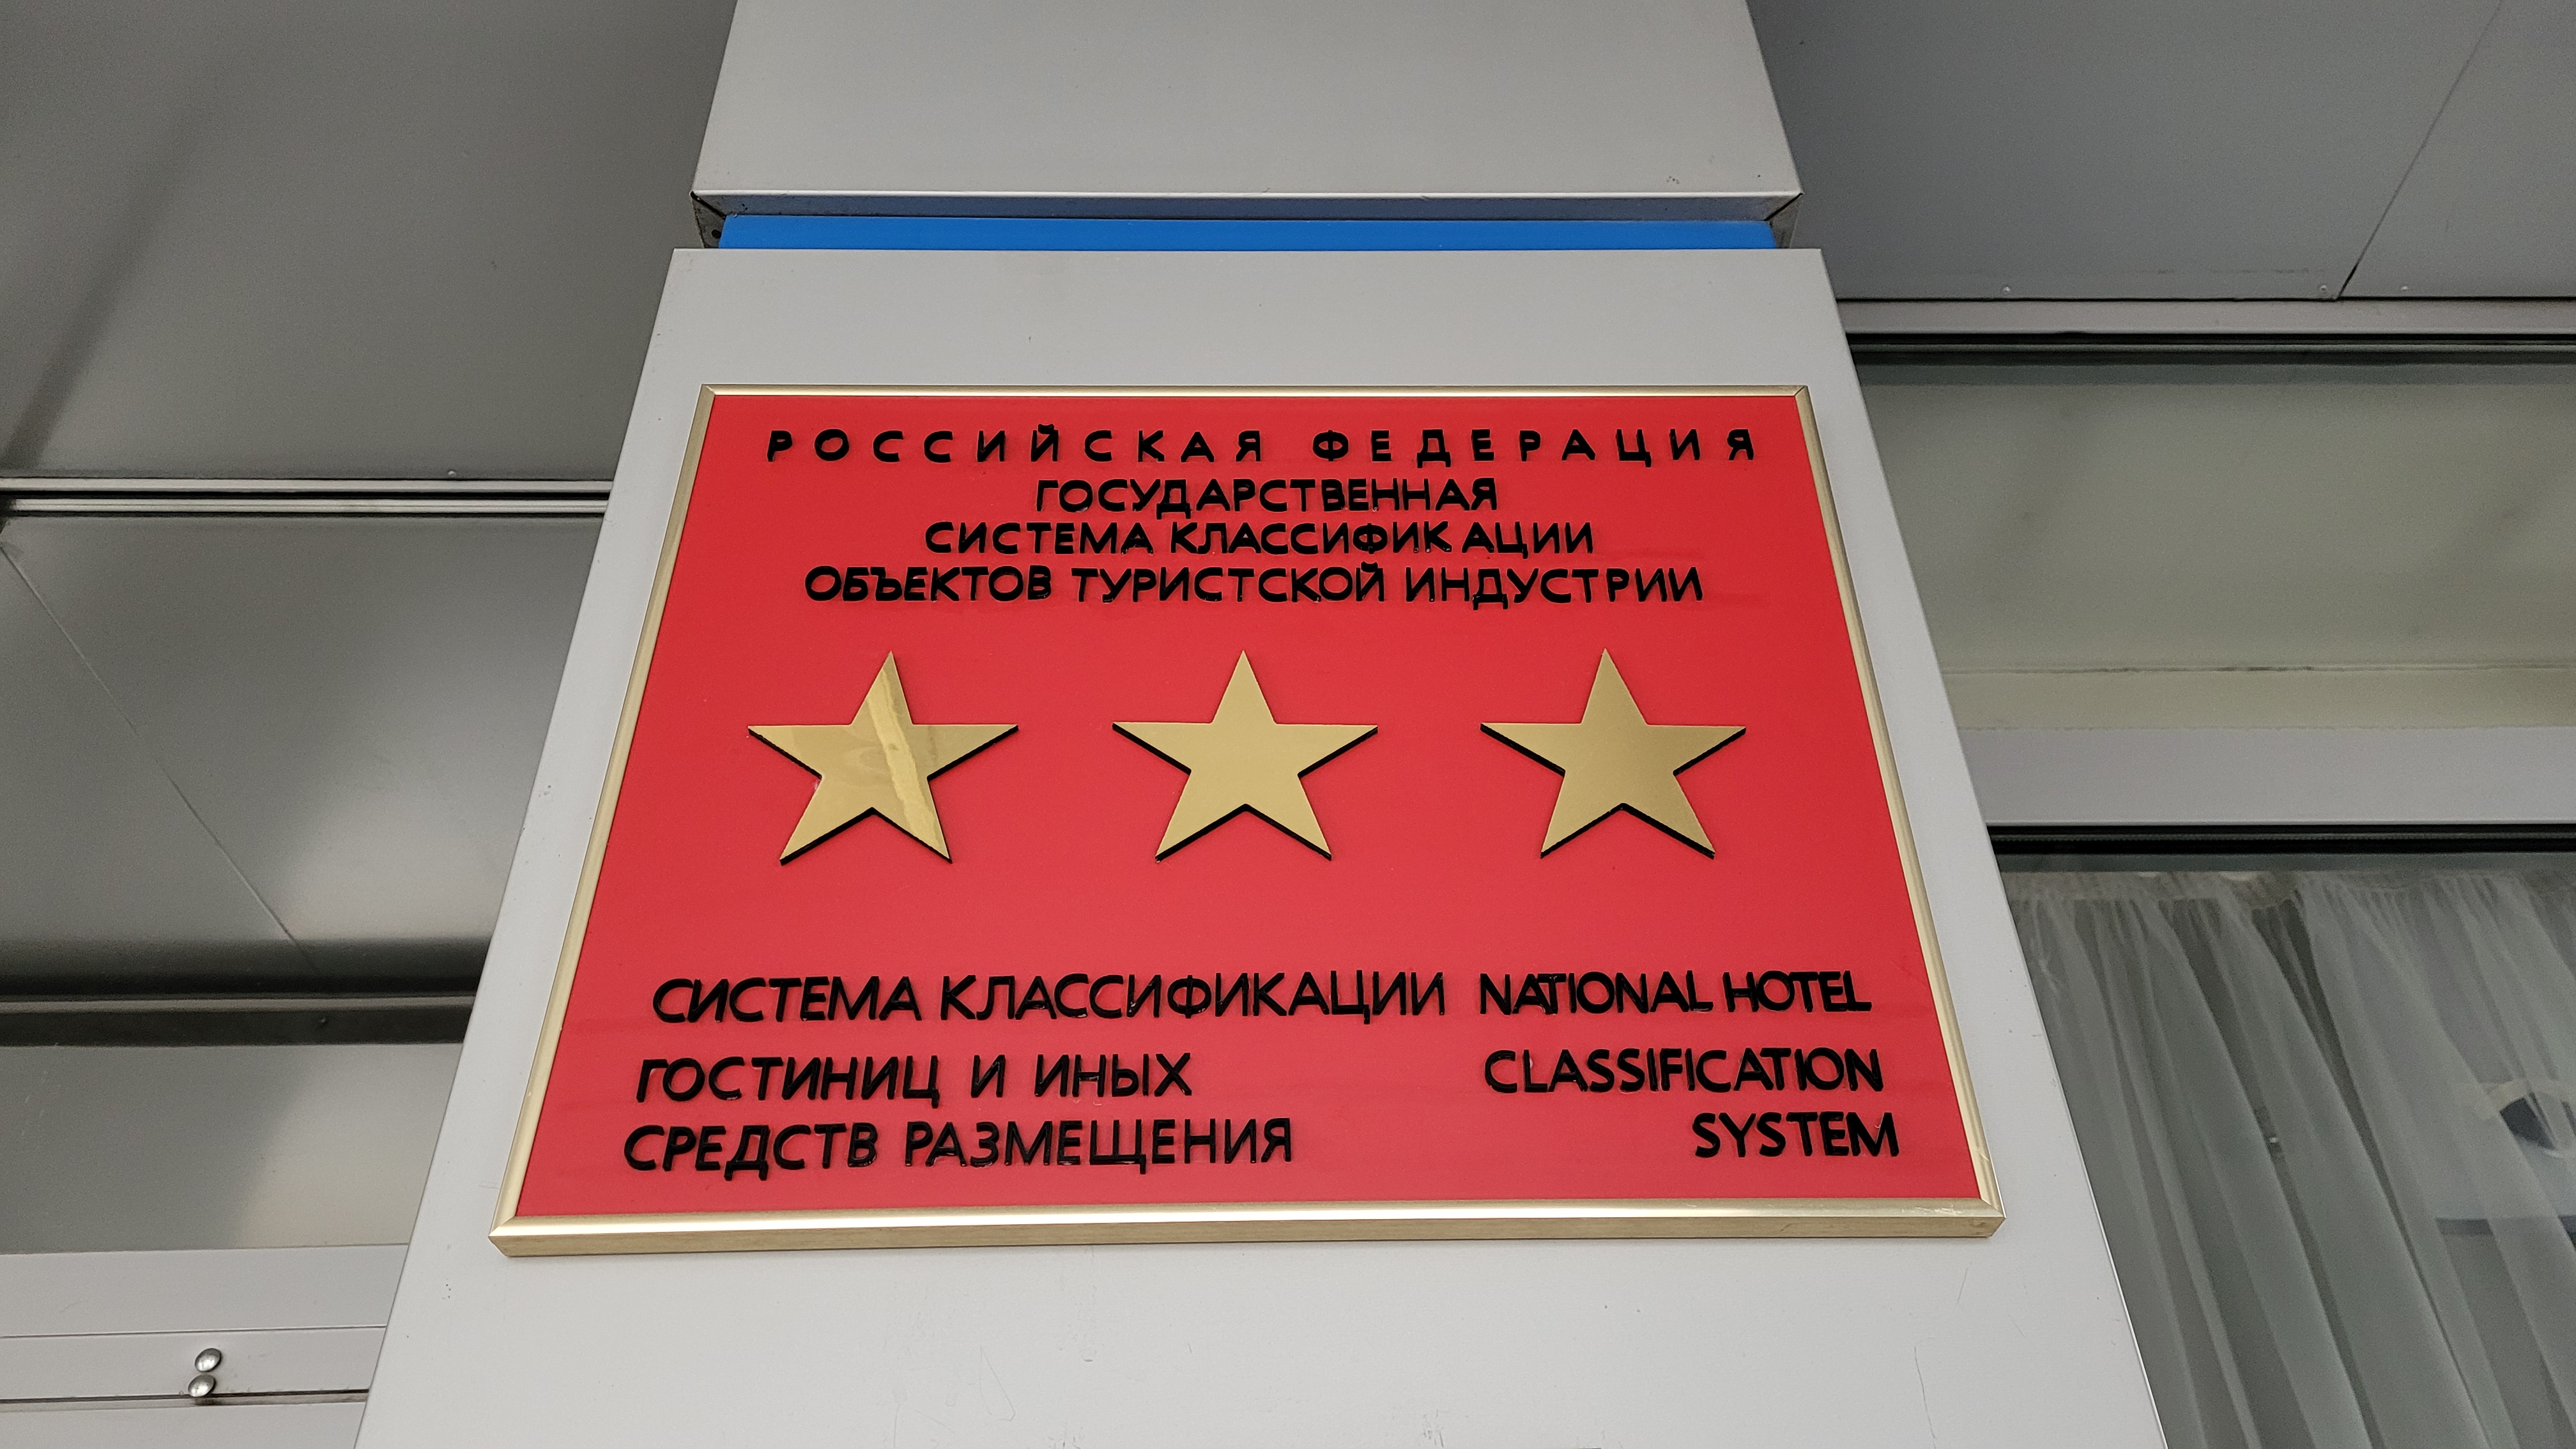 РОССИЙСКАЯ ФЕДЕРАЦИЯ
ГОСУДАРСТВЕННАЯ
СИСТЕМА КЛАССИФИКАЦИИ
ОБЪЕКТОВ ТУРИСТСКОЙ ИНДУСТРИИ
СИСТЕМА КЛАССИФИКАЦИИ
ГОСТИНИЦ И ИНЫХ
СРЕДСТВ РАЗМЕЩЕНИЯ
NATIONAL HOTEL
CLASSIFICATION
SYSTEM